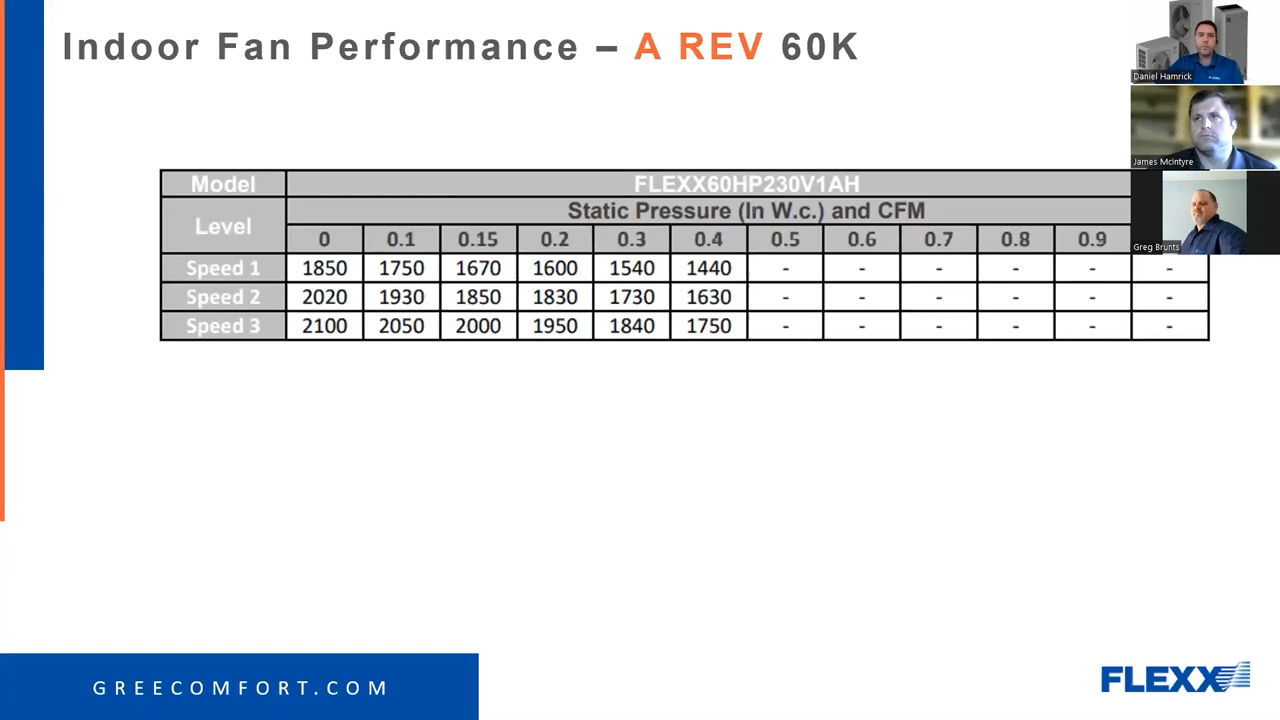 Indoor Fan Performance – A REV 60K
Daniel Hamrick
James McIntyre
Greg Brunts
Model FLEXX60HP230V1AH
Level Static Pressure (In W.c.) and CFM
0 0.1 0.15 0.2 0.3 0.4 0.5 0.6 0.7 0.8 0.9
Speed 1 1850 1750 1670 1600 1540 1440 - - - - - -
Speed 2 2020 1930 1850 1830 1730 1630 - - - - - -
Speed 3 2100 2050 2000 1950 1840 1750 - - - - - -
GREECOMFORT.COM
FLEXX